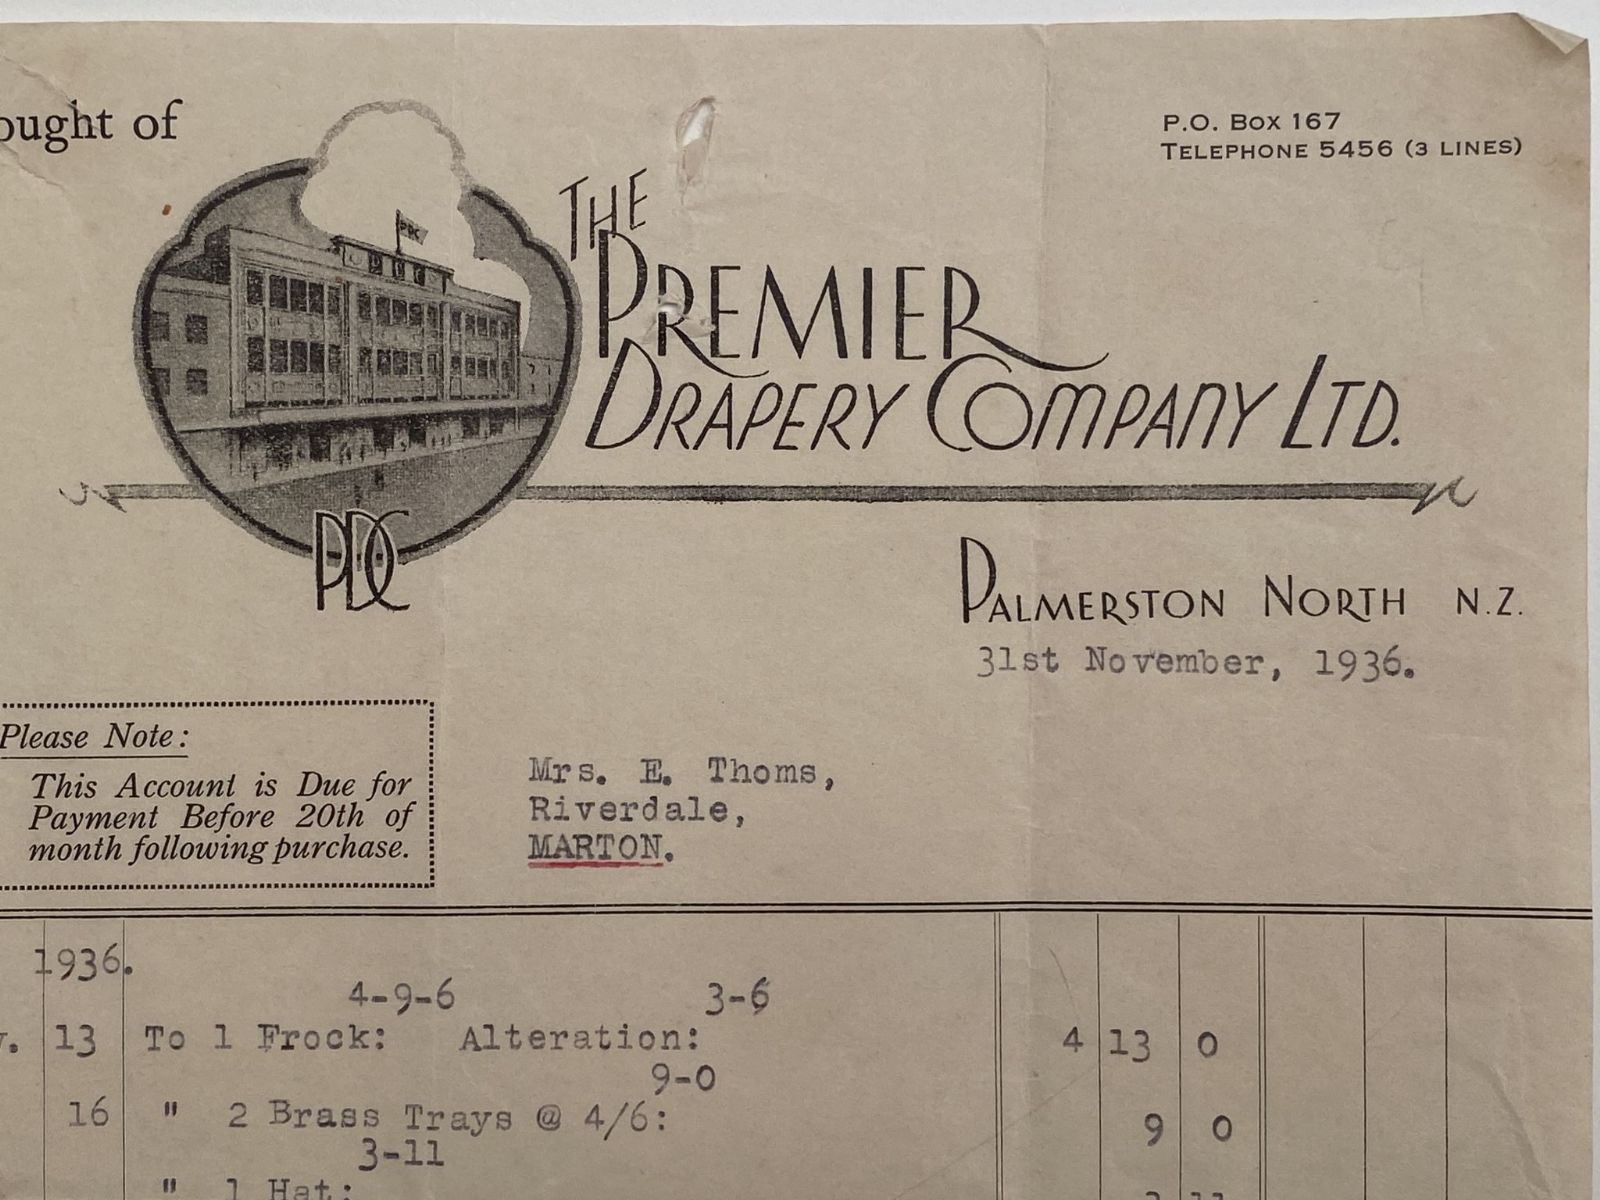 ought of
P.O. Box 167
TELEPHONE 5456 (3 LINES)
PDC
THE
PREMIER
DRAPERY COMPANY LTD.
PDC
PALMERSTON NORTH N.Z.
31st November, 1936.
Please Note:
This Account is Due for
Payment Before 20th of
month following purchase.
Mrs. E. Thoms,
Riverdale,
MARTON.
1936.
4-9-6 3-6
v. 13 To 1 Frock: Alteration: 4 13 0
9-0
16 " 2 Brass Trays @ 4/6: 9 0
3-11
" 1 Hat: 3 11